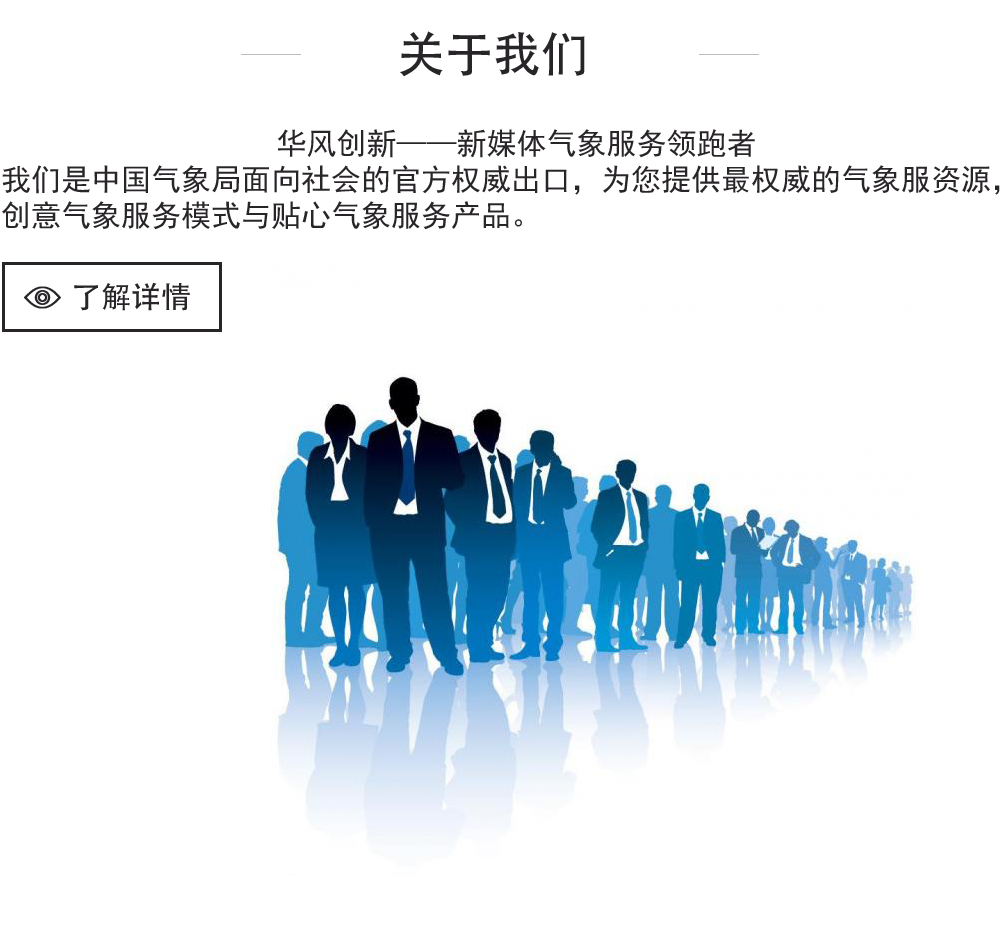 关于我们
华风创新——新媒体气象服务领跑者
我们是中国气象局面向社会的官方权威出口，为您提供最权威的气象服资源，
创意气象服务模式与贴心气象服务产品。
了解详情